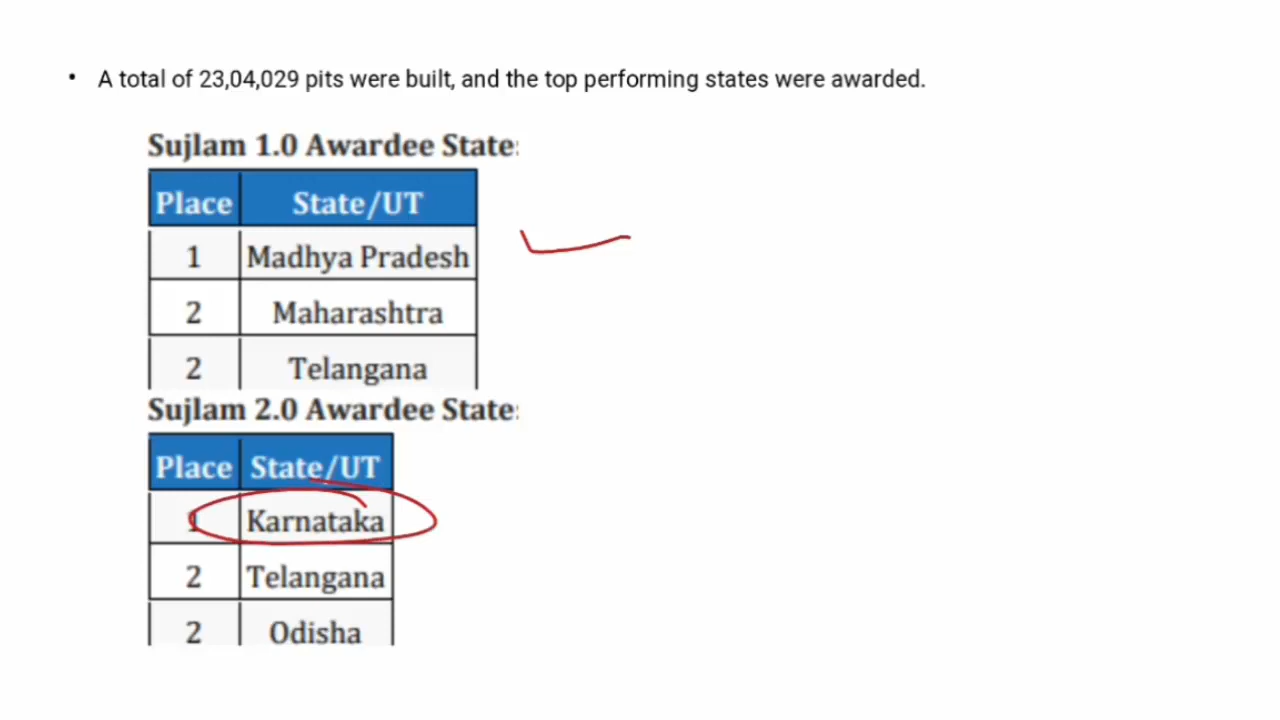 • A total of 23,04,029 pits were built, and the top performing states were awarded.
Sujlam 1.0 Awardee State:
Place State/UT
1 Madhya Pradesh
2 Maharashtra
2 Telangana
Sujlam 2.0 Awardee State:
Place State/UT
1 Karnataka
2 Telangana
2 Odisha